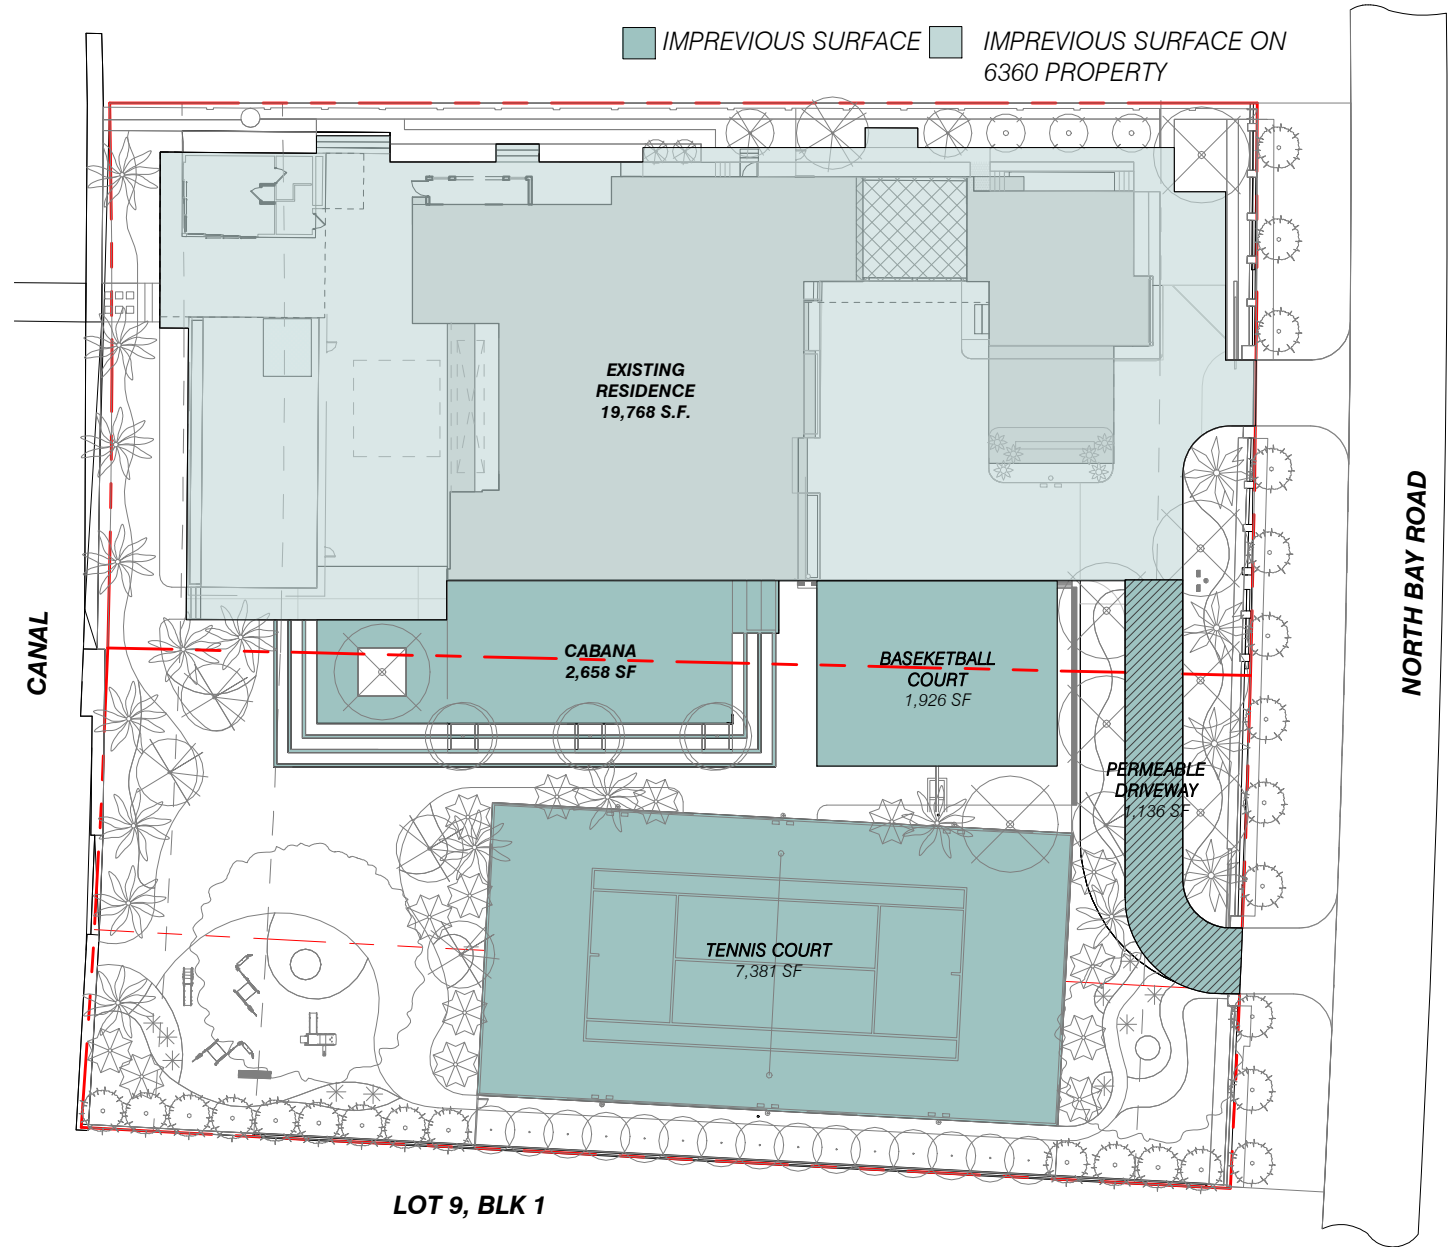 IMPREVIOUS SURFACE
IMPREVIOUS SURFACE ON
6360 PROPERTY
EXISTING
RESIDENCE
19,768 S.F.
CABANA
2,658 SF
BASEKETBALL
COURT
1,926 SF
PERMEABLE
DRIVEWAY
1,136 SF
TENNIS COURT
7,381 SF
CANAL
NORTH BAY ROAD
LOT 9, BLK 1